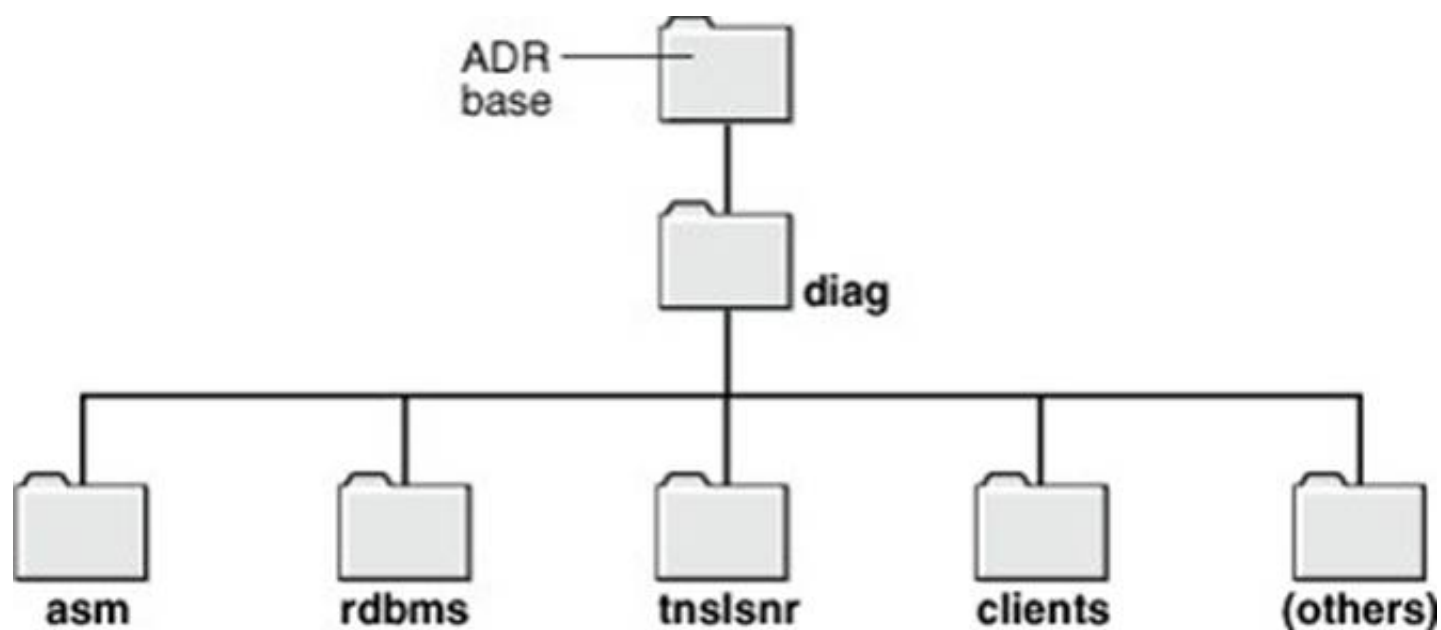 ADR
base
diag
asm
rdbms
tnslsnr
clients
(others)